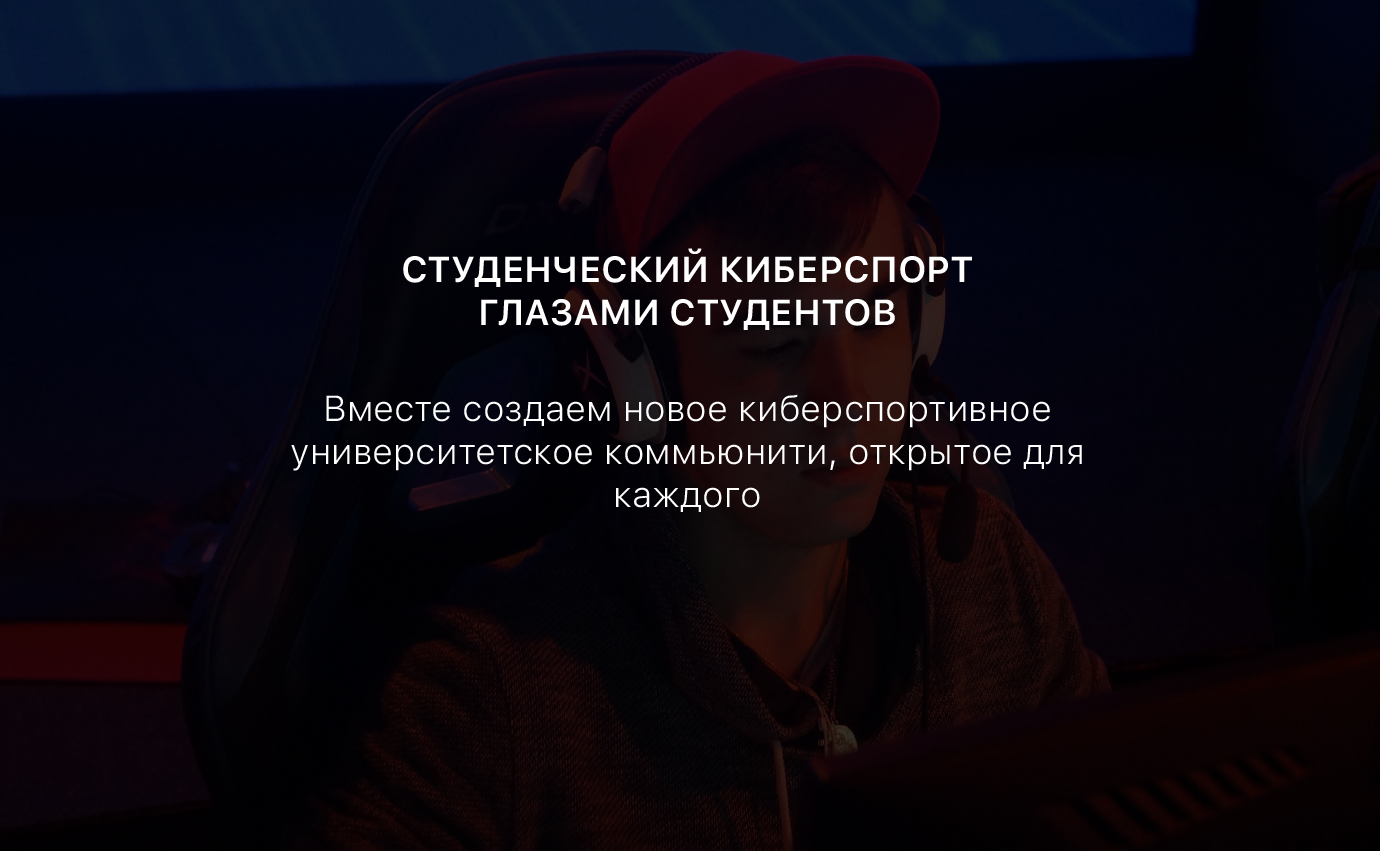 СТУДЕНЧЕСКИЙ КИБЕРСПОРТ
ГЛАЗАМИ СТУДЕНТОВ
Вместе создаем новое киберспортивное
университетское коммьюнити, открытое для
каждого